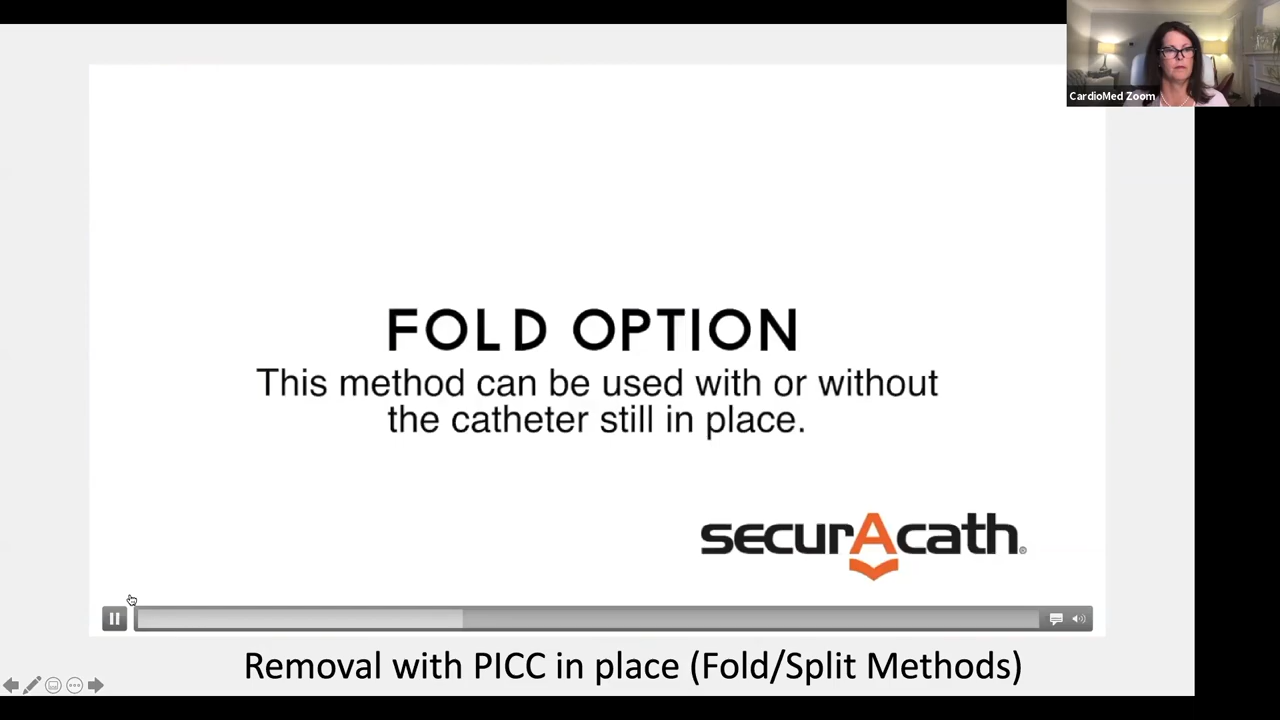 CardioMed Zoom
FOLD OPTION
This method can be used with or without
the catheter still in place.
securAcath®
Removal with PICC in place (Fold/Split Methods)